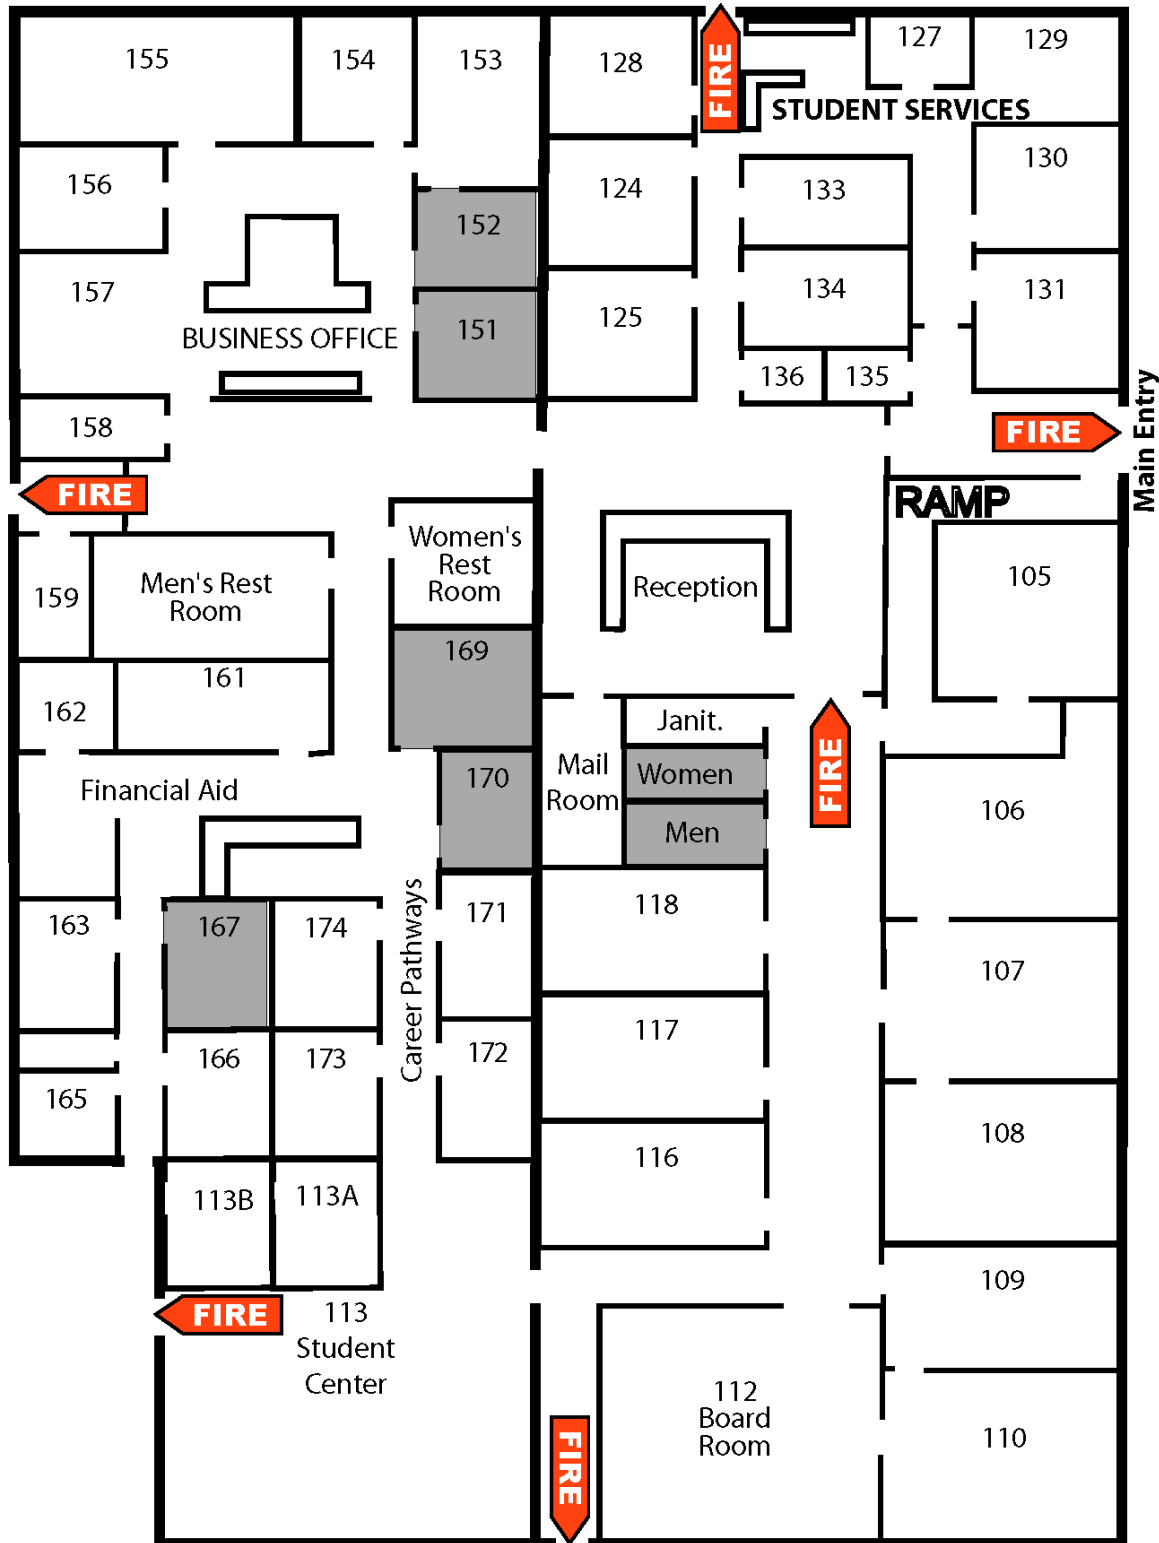 155
154
153
128
FIRE
127
129
STUDENT SERVICES
156
152
124
133
130
157
151
125
134
131
BUSINESS OFFICE
136
135
158
FIRE
Main Entry
FIRE
RAMP
159
Men's Rest
Room
Women's
Rest
Room
Reception
105
162
161
169
Janit.
Financial Aid
170
Mail
Room
Women
Men
FIRE
106
163
167
174
Career Pathways
171
118
107
165
166
173
172
117
108
113B
113A
116
109
FIRE
113
Student
Center
FIRE
112
Board
Room
110